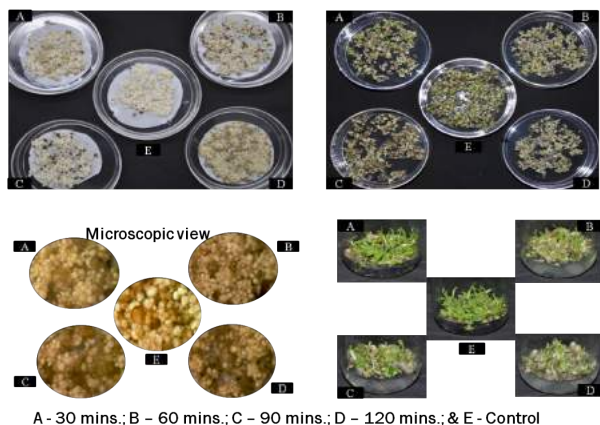 A
B
E
C
D
A
B
E
C
D
Microscopic view
A
B
E
C
D
A
B
E
C
D
A - 30 mins.; B – 60 mins.; C – 90 mins.; D – 120 mins.; & E - Control